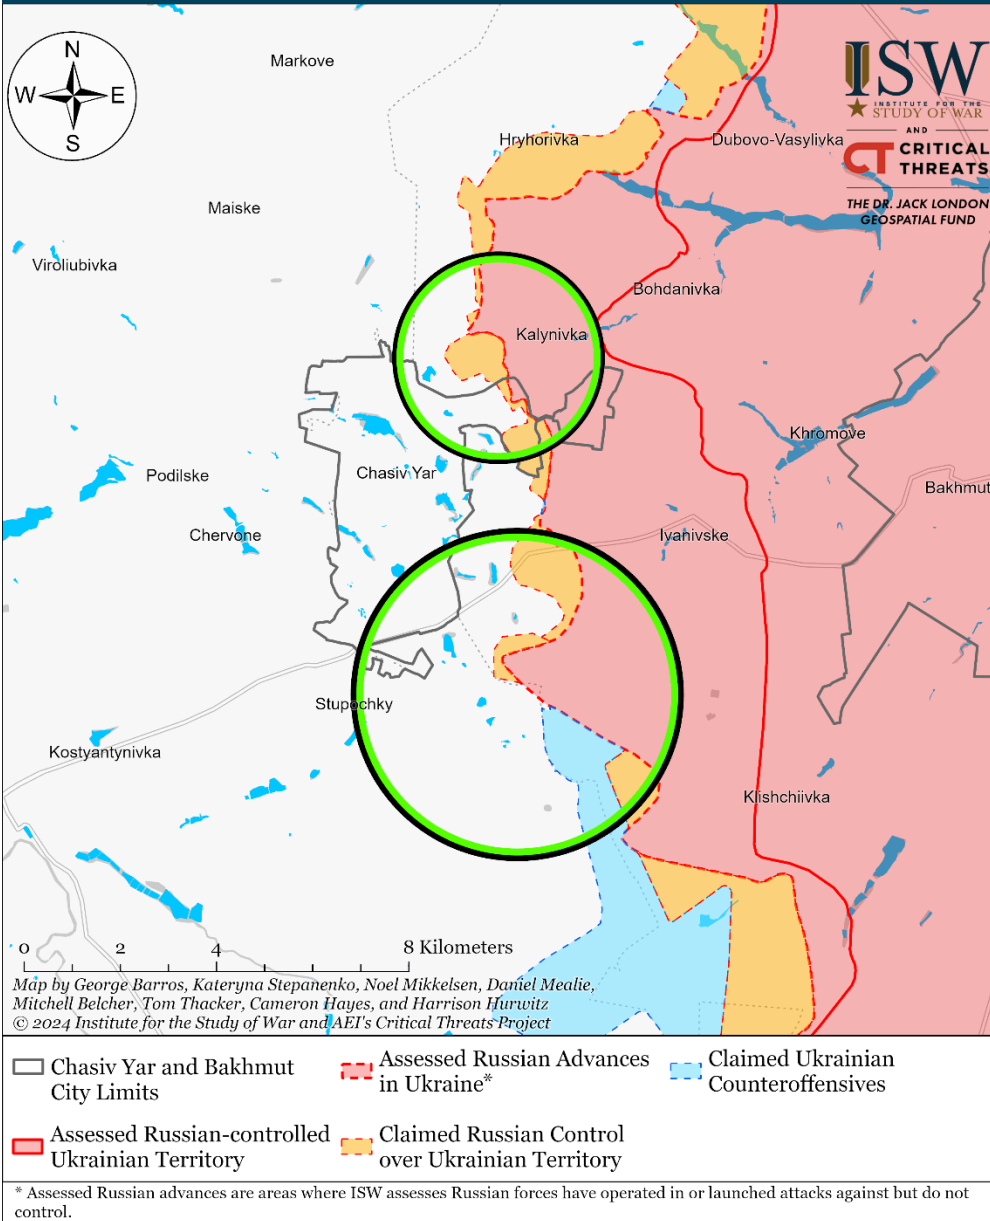 N
W
E
S
Markove
Hryhorivka
Dubovo-Vasylivka
ISW
INSTITUTE FOR THE
STUDY OF WAR
AND
CT CRITICAL
THREATS
THE DR. JACK LONDON
GEOSPATIAL FUND
Maiske
Viroliubivka
Bohdanivka
Kalynivka
Khromove
Podilske
Chasiv Yar
Bakhmut
Chervone
Ivanivske
Stupochky
Kostyantynivka
Klishchiivka
0 2 4 8 Kilometers
Map by George Barros, Kateryna Stepanenko, Noel Mikkelsen, Daniel Mealie,
Mitchell Belcher, Tom Thacker, Cameron Hayes, and Harrison Hurwitz
© 2024 Institute for the Study of War and AEI's Critical Threats Project
Chasiv Yar and Bakhmut
City Limits
Assessed Russian Advances
in Ukraine*
Claimed Ukrainian
Counteroffensives
Assessed Russian-controlled
Ukrainian Territory
Claimed Russian Control
over Ukrainian Territory
* Assessed Russian advances are areas where ISW assesses Russian forces have operated in or launched attacks against but do not
control.